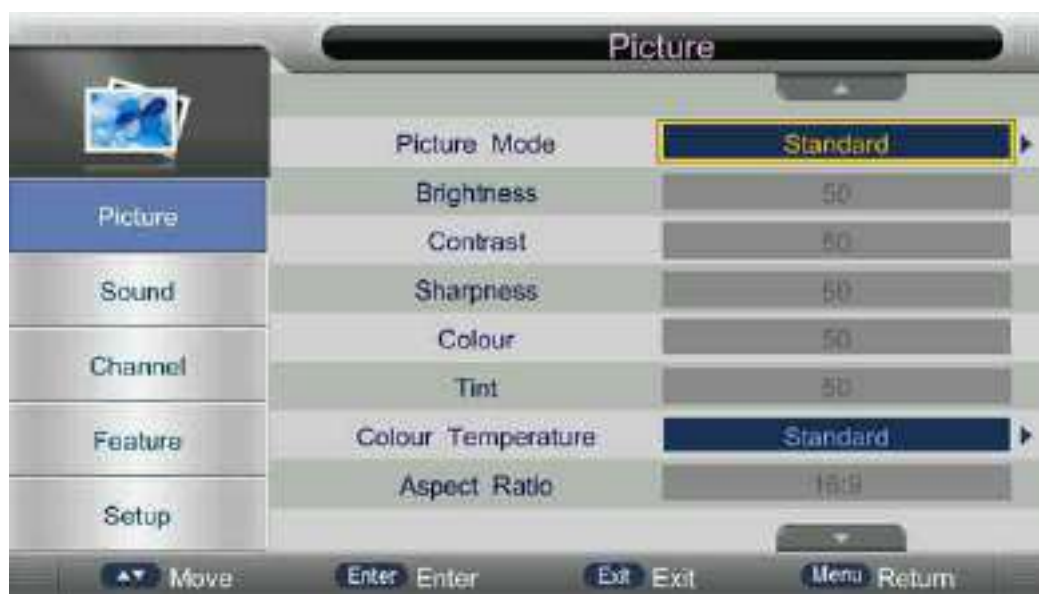 Picture
Picture Mode Standard
Picture
Brightness 50
Contrast 50
Sound
Sharpness 50
Colour 50
Channel
Tint 50
Feature
Colour Temperature Standard
Aspect Ratio 16:9
Setup
Move Enter Enter Exit Exit Menu Return